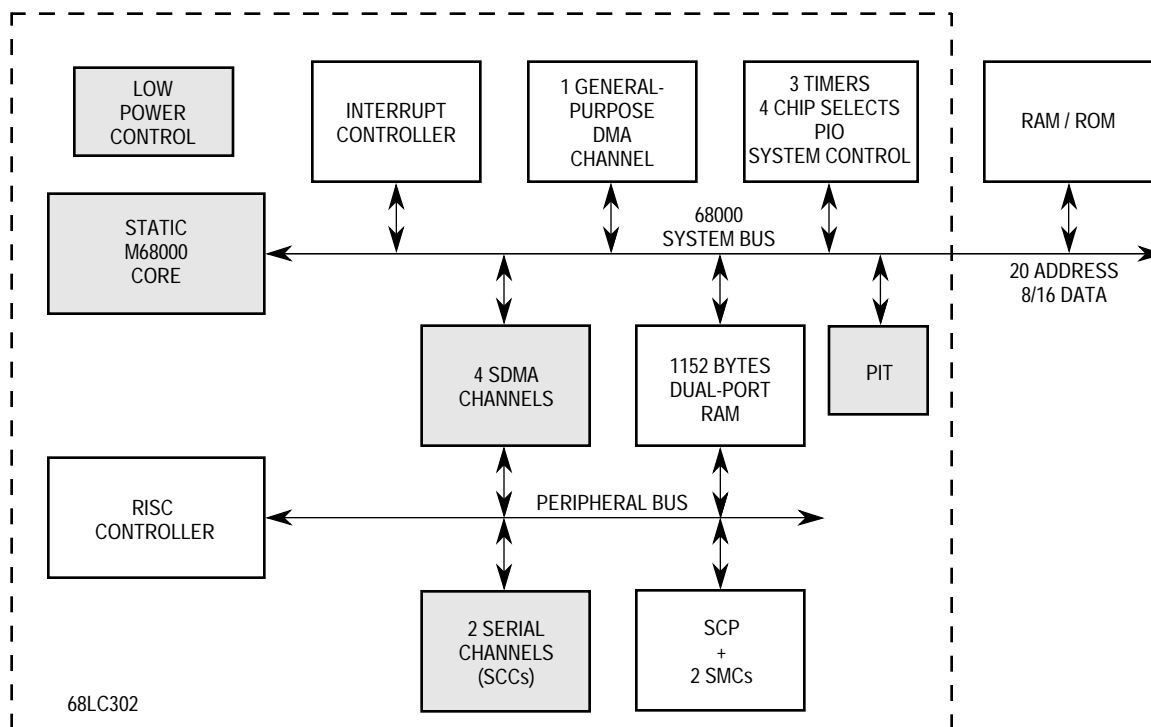 LOW
POWER
CONTROL
INTERRUPT
CONTROLLER
1 GENERAL-
PURPOSE
DMA
CHANNEL
3 TIMERS
4 CHIP SELECTS
PIO
SYSTEM CONTROL
RAM / ROM
STATIC
M68000
CORE
68000
SYSTEM BUS
20 ADDRESS
8/16 DATA
4 SDMA
CHANNELS
1152 BYTES
DUAL-PORT
RAM
PIT
RISC
CONTROLLER
PERIPHERAL BUS
2 SERIAL
CHANNELS
(SCCs)
SCP
+
2 SMCs
68LC302